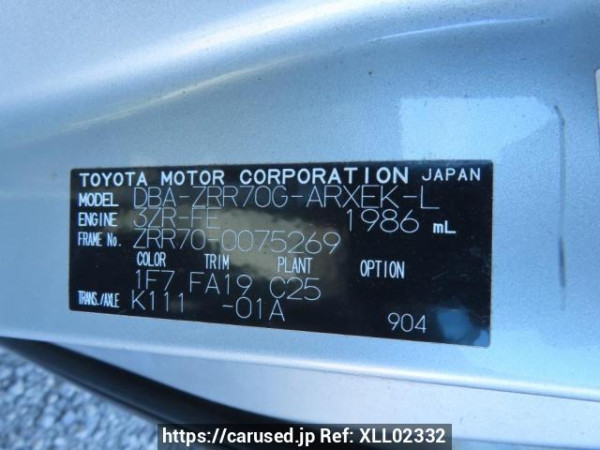 TOYOTA MOTOR CORPORATION JAPAN
MODEL DBA-ZRR70G-ARXEK-L
ENGINE 3ZR-FE 1986 mL
FRAME No. ZRR70-0075269
COLOR TRIM PLANT OPTION
1F7 FA19 C25
TRANS./AXLE K111 -01A
904
https://carused.jp Ref: XLL02332